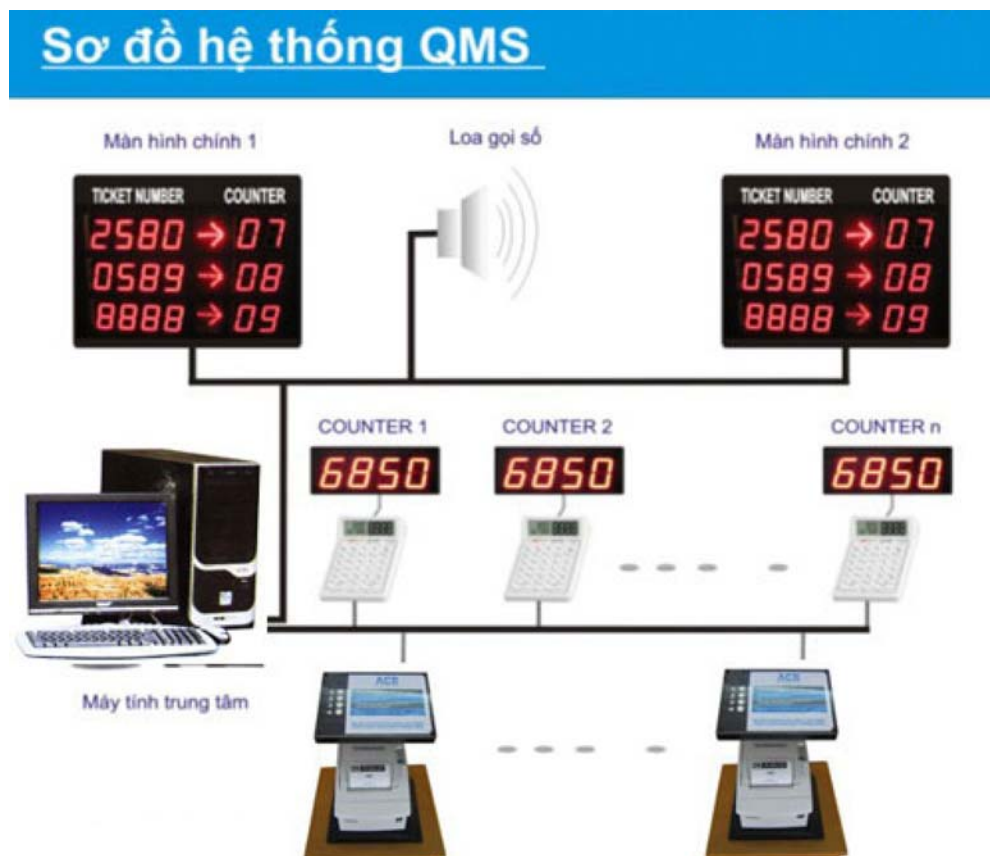 Sơ đồ hệ thống QMS
Màn hình chính 1
Loa gọi số
Màn hình chính 2
TICKET NUMBER COUNTER
2580 → 07
0589 → 08
8888 → 09
TICKET NUMBER COUNTER
2580 → 07
0589 → 08
8888 → 09
COUNTER 1
COUNTER 2
COUNTER n
6850
6850
6850
Máy tính trung tâm